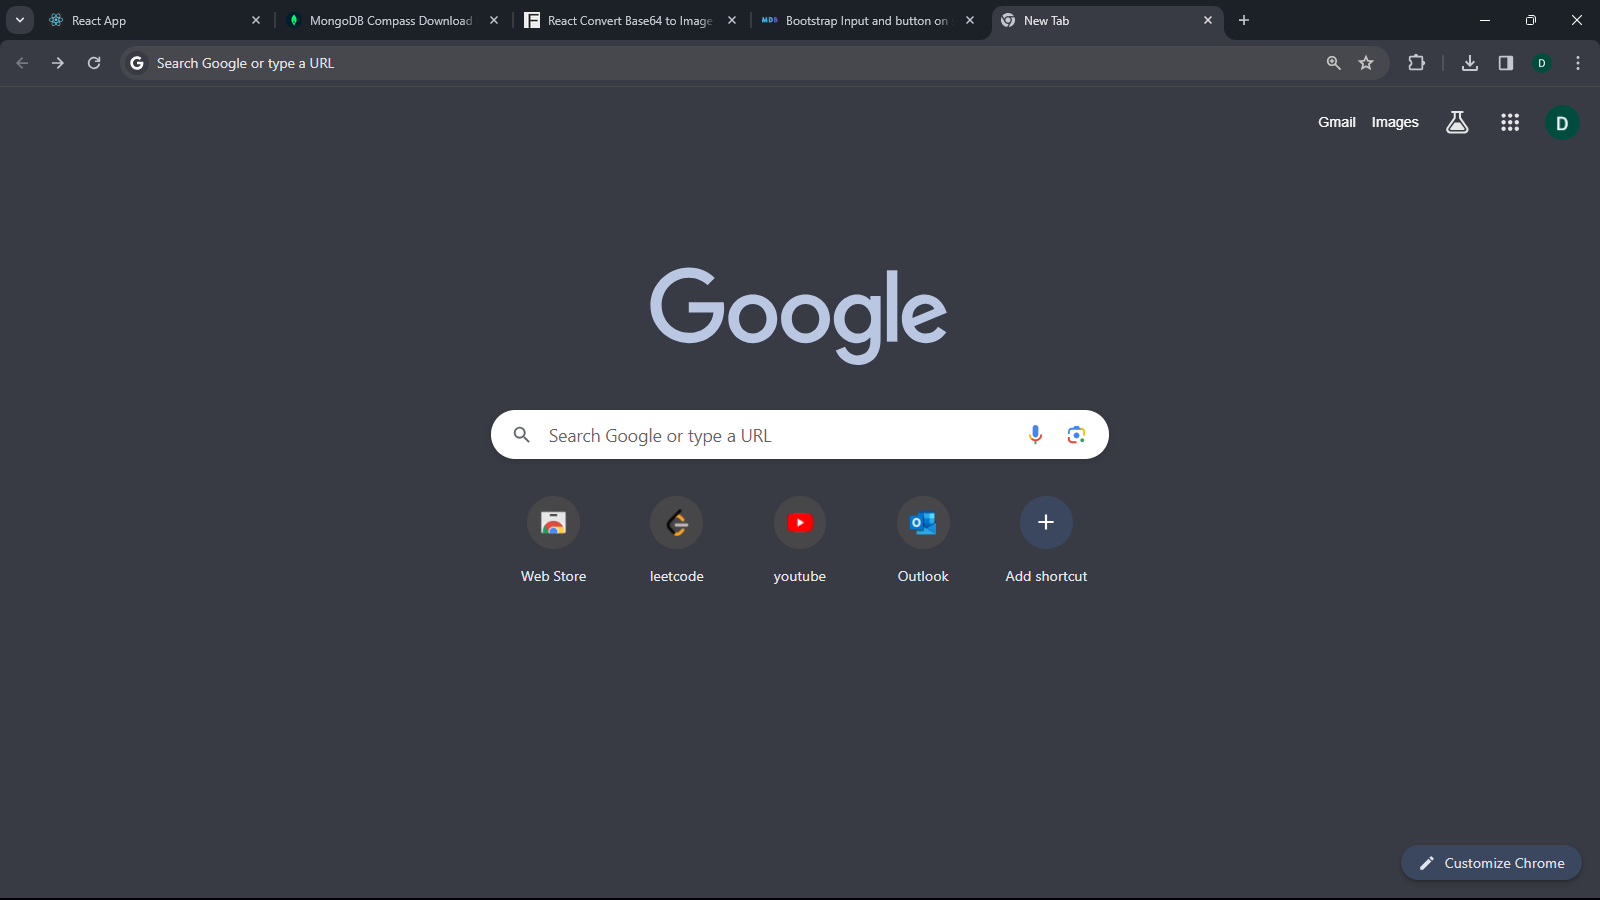 React App
MongoDB Compass Download
React Convert Base64 to Image
MDB
Bootstrap Input and button on
New Tab
G
Search Google or type a URL
D
Gmail
Images
D
Google
Search Google or type a URL
Web Store
leetcode
youtube
Outlook
Add shortcut
Customize Chrome